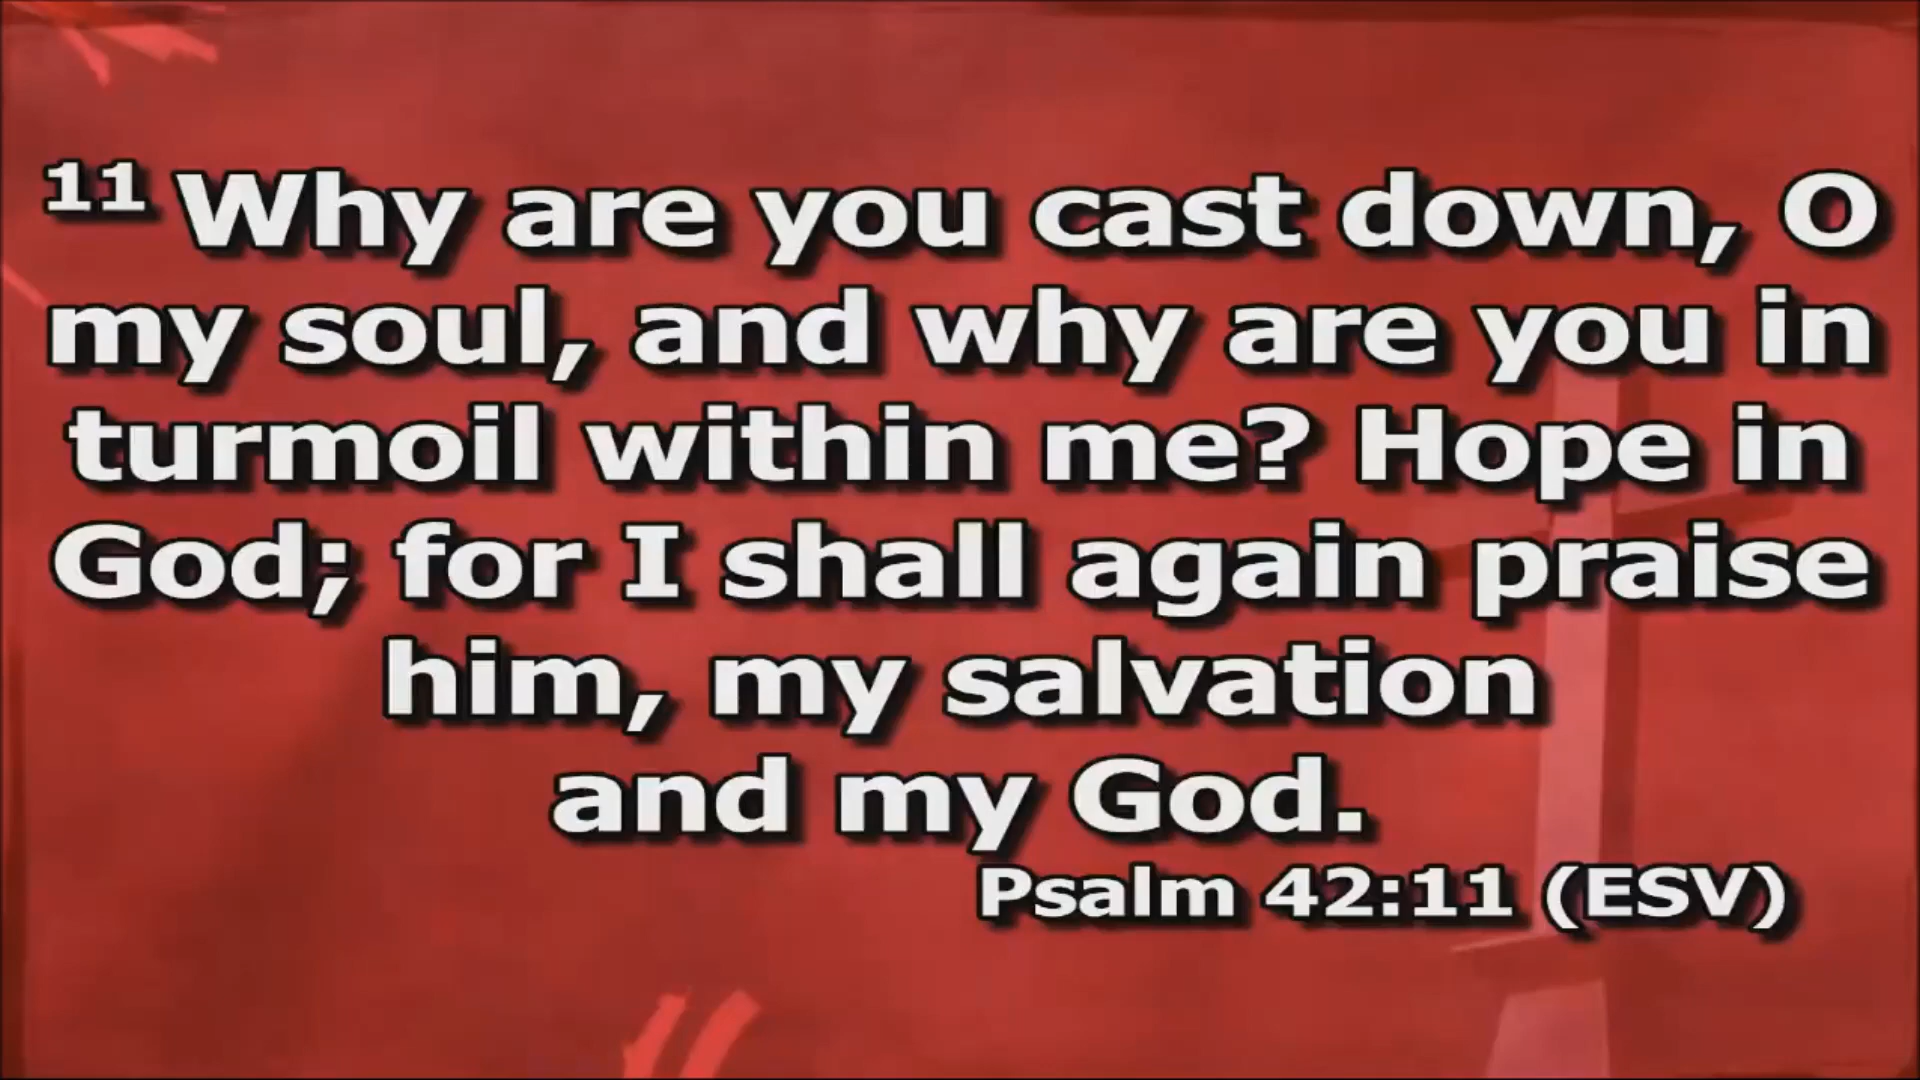 11 Why are you cast down, O
my soul, and why are you in
turmoil within me? Hope in
God; for I shall again praise
him, my salvation
and my God.
Psalm 42:11 (ESV)